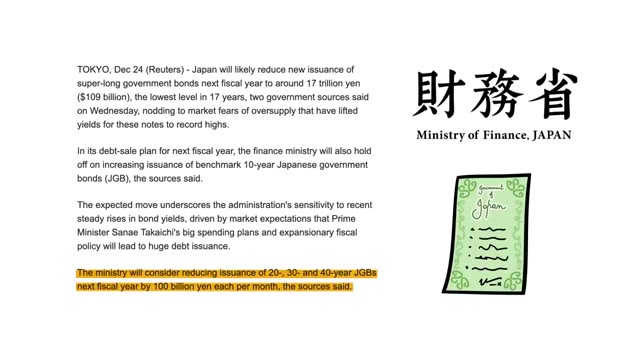 TOKYO, Dec 24 (Reuters) - Japan will likely reduce new issuance of
super-long government bonds next fiscal year to around 17 trillion yen
($109 billion), the lowest level in 17 years, two government sources said
on Wednesday, nodding to market fears of oversupply that have lifted
yields for these notes to record highs.
In its debt-sale plan for next fiscal year, the finance ministry will also hold
off on increasing issuance of benchmark 10-year Japanese government
bonds (JGB), the sources said.
The expected move underscores the administration's sensitivity to recent
steady rises in bond yields, driven by market expectations that Prime
Minister Sanae Takaichi's big spending plans and expansionary fiscal
policy will lead to huge debt issuance.
The ministry will consider reducing issuance of 20-, 30- and 40-year JGBs
next fiscal year by 100 billion yen each per month, the sources said.
財務省
Ministry of Finance, JAPAN
Government
of
Japan